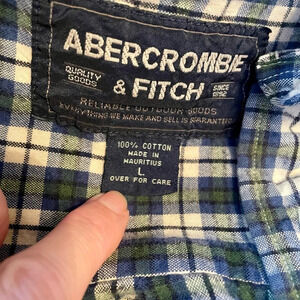 ABERCROMBIE
QUALITY
GOODS
& FITCH
SINCE
1892
RELIABLE OUTDOOR GOODS
EVERYTHING WE MAKE AND SELL IS GUARANTEED
100% COTTON
MADE IN
MAURITIUS
L
OVER FOR CARE